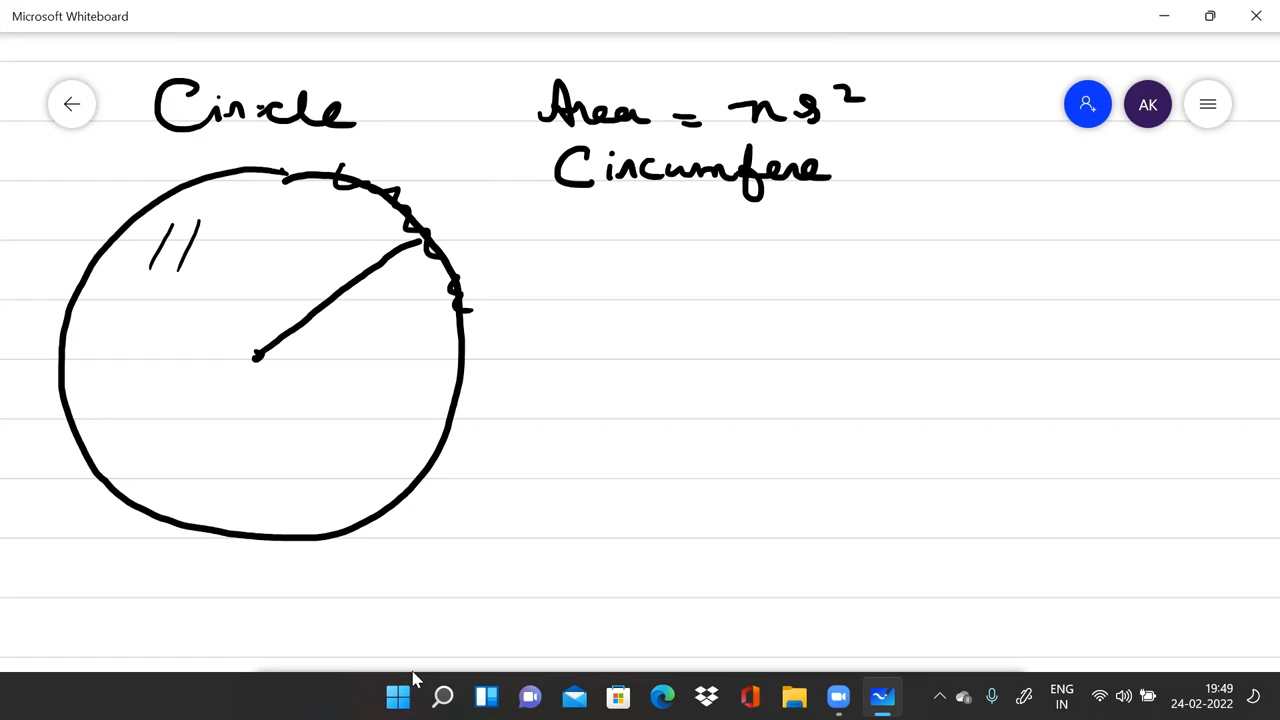 Microsoft Whiteboard
Circle
Area = πr²
Circumfere
AK
ENG
IN
19:49
24-02-2022